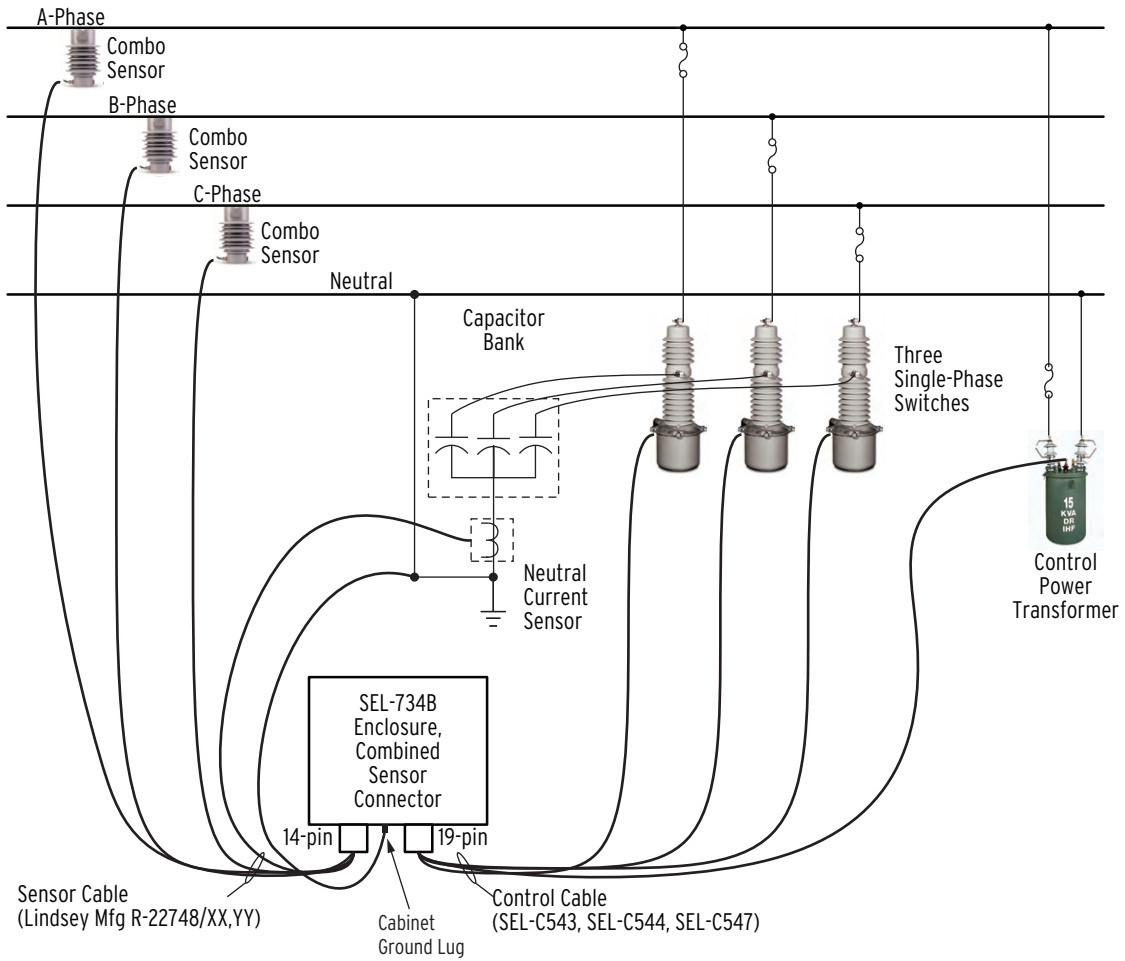 A-Phase
Combo
Sensor
B-Phase
Combo
Sensor
C-Phase
Combo
Sensor
Neutral
Capacitor
Bank
Three
Single-Phase
Switches
15
KVA
DR
IHF
Control
Power
Transformer
Neutral
Current
Sensor
SEL-734B
Enclosure,
Combined
Sensor
Connector
14-pin
19-pin
Sensor Cable
(Lindsey Mfg R-22748/XX,YY)
Cabinet
Ground Lug
Control Cable
(SEL-C543, SEL-C544, SEL-C547)